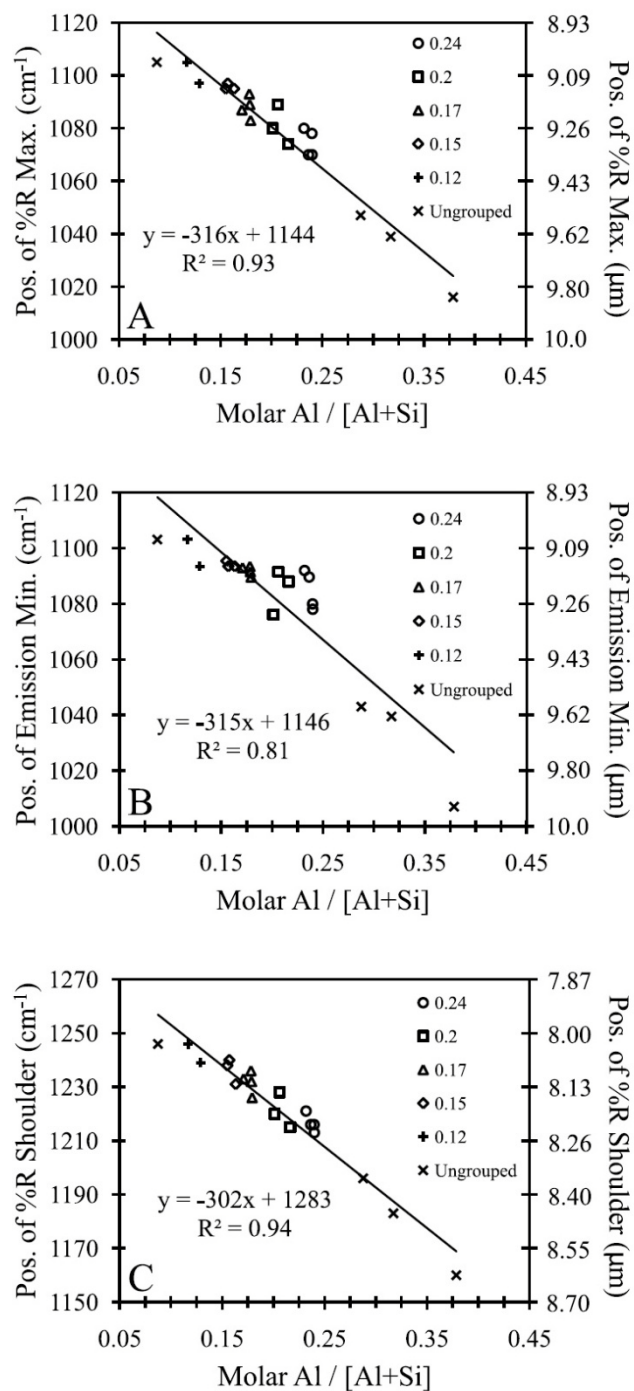 1120
1100
1080
1060
1040
1020
1000
Pos. of %R Max. (cm⁻¹)
0.24
0.2
0.17
0.15
0.12
Ungrouped
y = -316x + 1144
R² = 0.93
A
8.93
9.09
9.26
9.43
9.62
9.80
10.0
Pos. of %R Max. (μm)
0.05 0.15 0.25 0.35 0.45
Molar Al / [Al+Si]
1120
1100
1080
1060
1040
1020
1000
Pos. of Emission Min. (cm⁻¹)
0.24
0.2
0.17
0.15
0.12
Ungrouped
y = -315x + 1146
R² = 0.81
B
8.93
9.09
9.26
9.43
9.62
9.80
10.0
Pos. of Emission Min. (μm)
0.05 0.15 0.25 0.35 0.45
Molar Al / [Al+Si]
1270
1250
1230
1210
1190
1170
1150
Pos. of %R Shoulder (cm⁻¹)
0.24
0.2
0.17
0.15
0.12
Ungrouped
y = -302x + 1283
R² = 0.94
C
7.87
8.00
8.13
8.26
8.40
8.55
8.70
Pos. of %R Shoulder (μm)
0.05 0.15 0.25 0.35 0.45
Molar Al / [Al+Si]